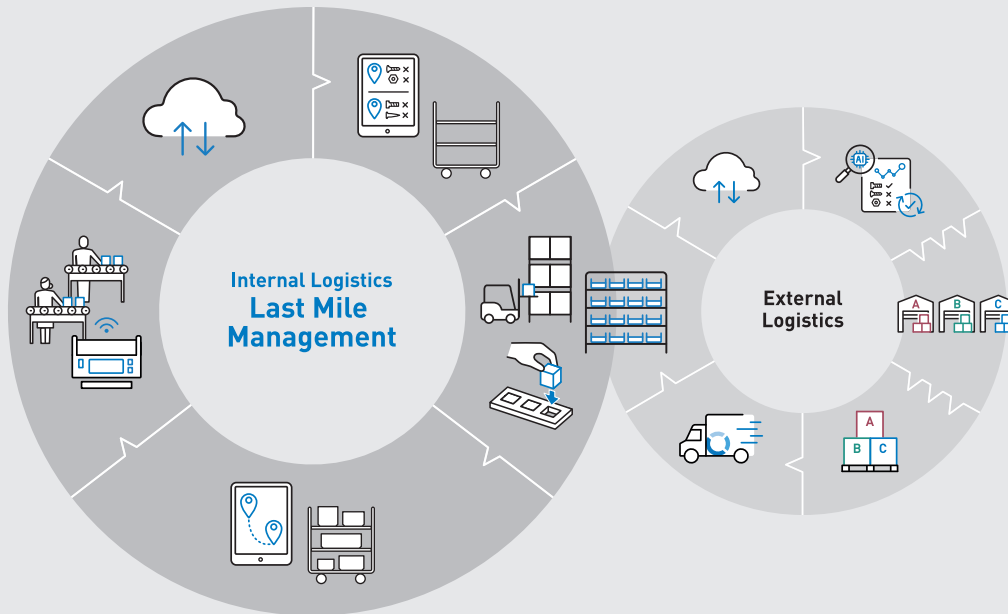 Internal Logistics
Last Mile
Management
AI
External
Logistics
A
B
C
A
B
C